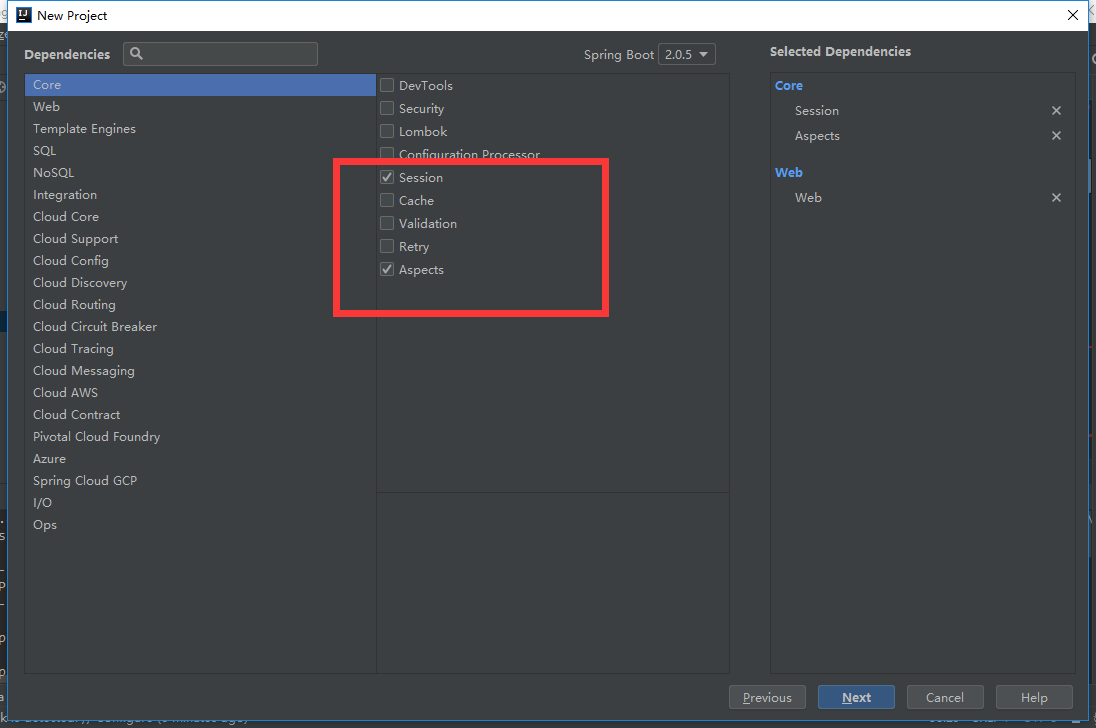 New Project
Dependencies
Spring Boot 2.0.5
Selected Dependencies
Core
Web
Template Engines
SQL
NoSQL
Integration
Cloud Core
Cloud Support
Cloud Config
Cloud Discovery
Cloud Routing
Cloud Circuit Breaker
Cloud Tracing
Cloud Messaging
Cloud AWS
Cloud Contract
Pivotal Cloud Foundry
Azure
Spring Cloud GCP
I/O
Ops
DevTools
Security
Lombok
Configuration Processor
Session
Cache
Validation
Retry
Aspects
Core
Session
Aspects
Web
Web
Previous
Next
Cancel
Help